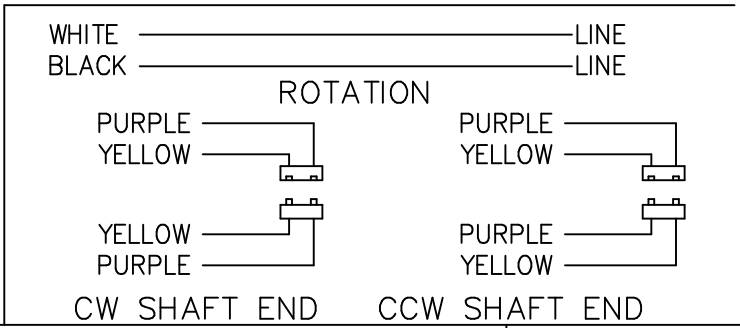 WHITE LINE
BLACK LINE
ROTATION
PURPLE PURPLE
YELLOW YELLOW
YELLOW PURPLE
PURPLE YELLOW
CW SHAFT END CCW SHAFT END